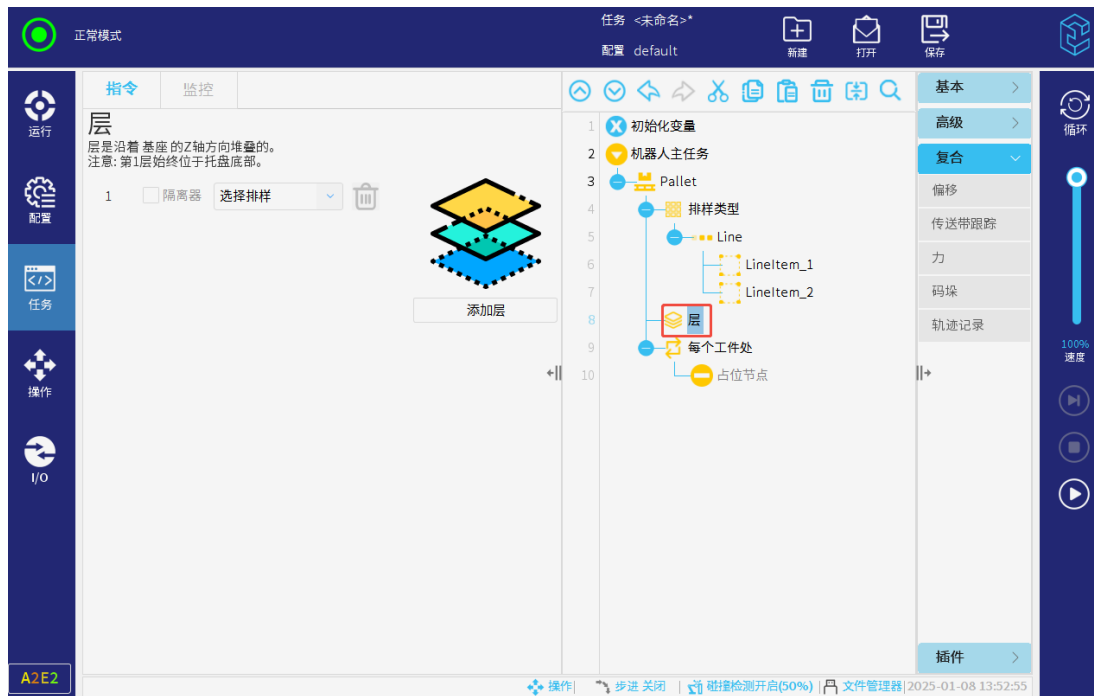 正常模式
任务 <未命名>*
配置 default
新建
打开
保存
运行
配置
任务
操作
I/O
A2E2
指令
监控
层
层是沿着 基座 的Z轴方向堆叠的。
注意: 第1层始终位于托盘底部。
1 隔离器 选择排样
添加层
1 初始化变量
2 机器人主任务
3 Pallet
4 排样类型
5 Line
6 LineItem_1
7 LineItem_2
8 层
9 每个工件处
10 占位节点
基本
高级
复合
偏移
传送带跟踪
力
码垛
轨迹记录
插件
循环
100%
速度
操作
步进 关闭
碰撞检测开启(50%)
文件管理器
2025-01-08 13:52:55